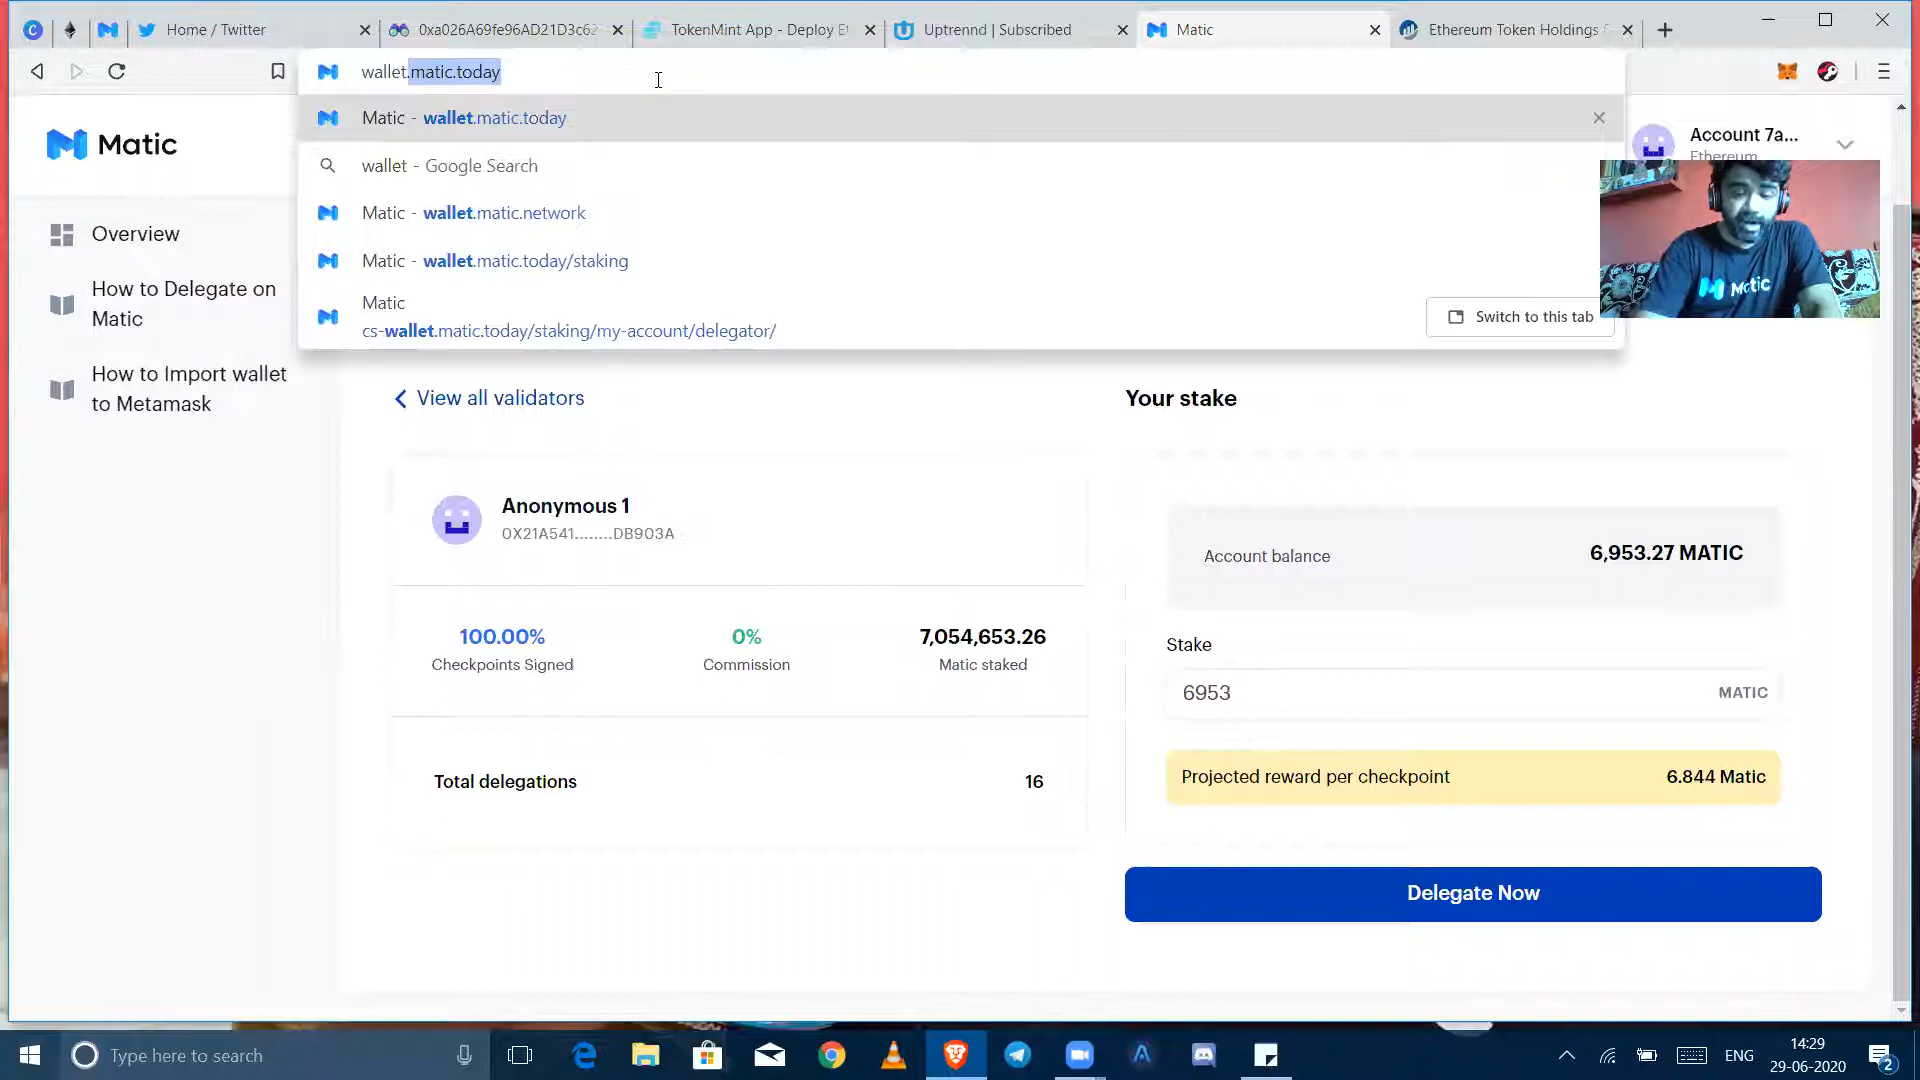 Home / Twitter
0xa026A69fe96AD21D3c62
TokenMint App - Deploy Et
Uptrennd | Subscribed
Matic
Ethereum Token Holdings
wallet.matic.today
Matic - wallet.matic.today
wallet - Google Search
Matic - wallet.matic.network
Matic - wallet.matic.today/staking
Matic
cs-wallet.matic.today/staking/my-account/delegator/
Switch to this tab
Matic
Account 7a...
Ethereum
Matic
Overview
How to Delegate on
Matic
How to Import wallet
to Metamask
View all validators
Your stake
Anonymous 1
0X21A541........DB903A
Account balance
6,953.27 MATIC
100.00%
0%
7,054,653.26
Checkpoints Signed
Commission
Matic staked
Stake
6953
MATIC
Total delegations
16
Projected reward per checkpoint
6.844 Matic
Delegate Now
Type here to search
ENG
14:29
29-06-2020
2